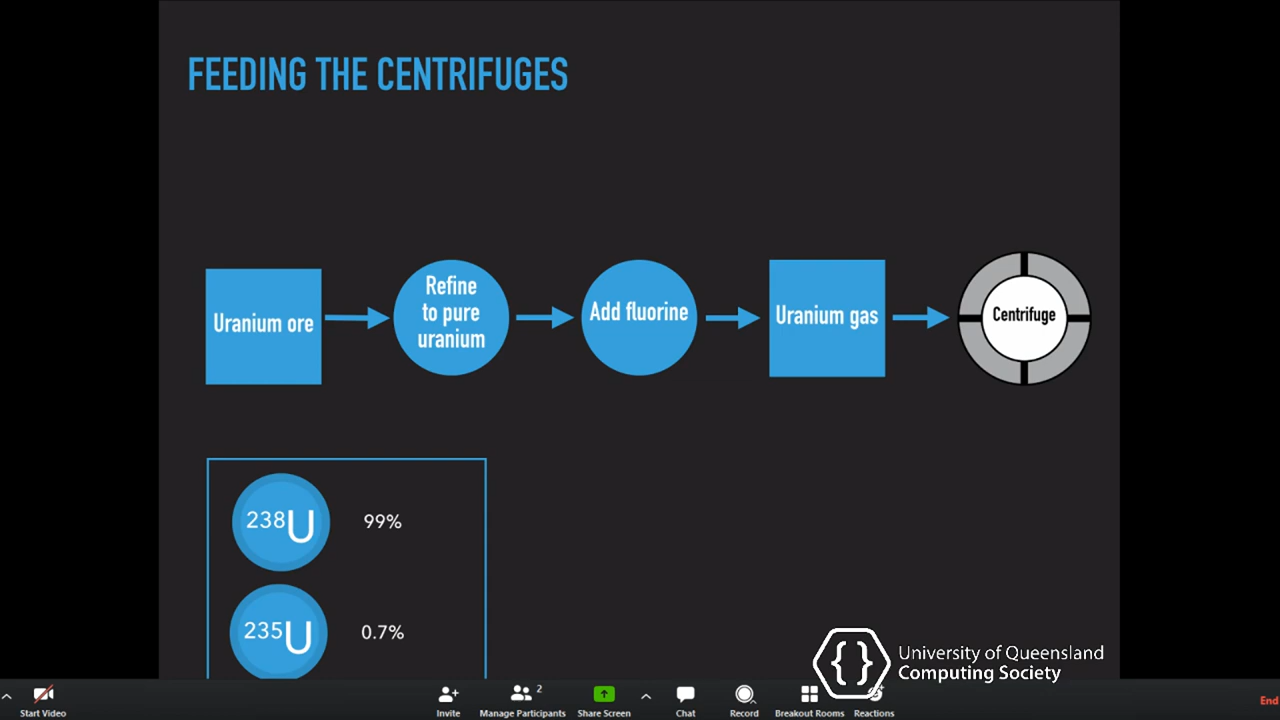 FEEDING THE CENTRIFUGES
Uranium ore
Refine
to pure
uranium
Add fluorine
Uranium gas
Centrifuge
238U 99%
235U 0.7%
University of Queensland
Computing Society
Start Video
Invite
Manage Participants 2
Share Screen
Chat
Record
Breakout Rooms
Reactions
End